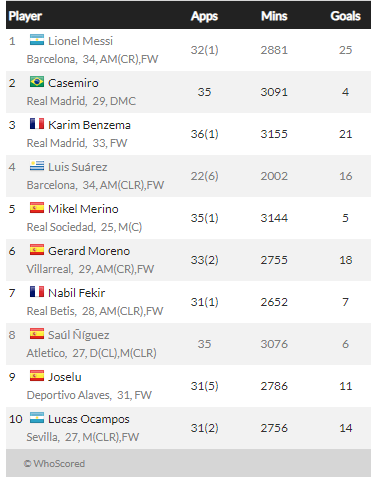 Player Apps Mins Goals
1 Lionel Messi 32(1) 2881 25
Barcelona, 34, AM(CR),FW
2 Casemiro 35 3091 4
Real Madrid, 29, DMC
3 Karim Benzema 36(1) 3155 21
Real Madrid, 33, FW
4 Luis Suárez 22(6) 2002 16
Barcelona, 34, AM(CLR),FW
5 Mikel Merino 35(1) 3144 5
Real Sociedad, 25, M(C)
6 Gerard Moreno 33(2) 2755 18
Villarreal, 29, AM(CR),FW
7 Nabil Fekir 31(1) 2652 7
Real Betis, 28, AM(CLR),FW
8 Saúl Ñíguez 35 3076 6
Atletico, 27, D(CL),M(CLR)
9 Joselu 31(5) 2786 11
Deportivo Alaves, 31, FW
10 Lucas Ocampos 31(2) 2756 14
Sevilla, 27, M(CLR),FW
© WhoScored